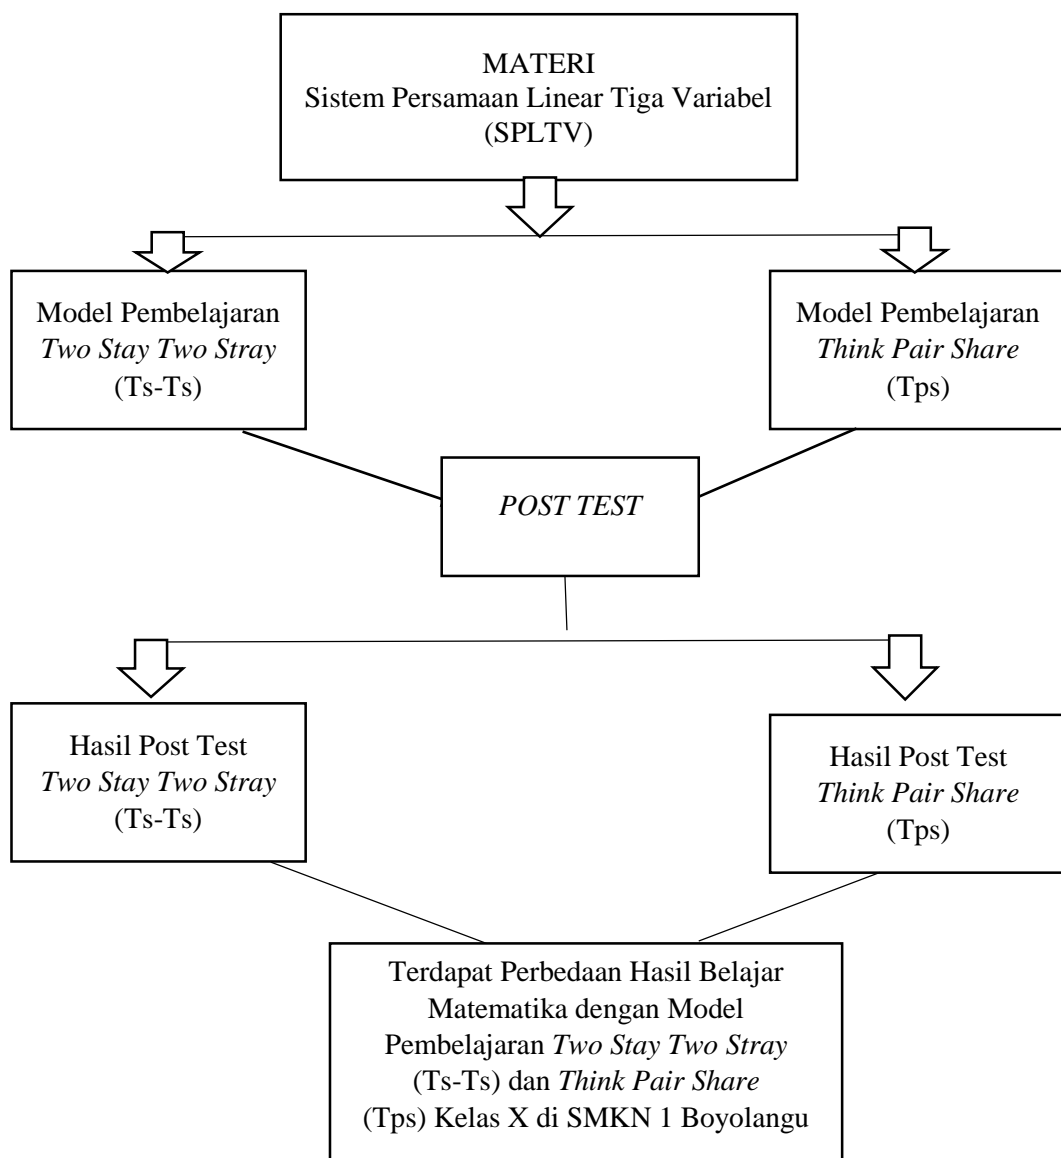 MATERI
Sistem Persamaan Linear Tiga Variabel
(SPLTV)
Model Pembelajaran
Two Stay Two Stray
(Ts-Ts)
Model Pembelajaran
Think Pair Share
(Tps)
POST TEST
Hasil Post Test
Two Stay Two Stray
(Ts-Ts)
Hasil Post Test
Think Pair Share
(Tps)
Terdapat Perbedaan Hasil Belajar
Matematika dengan Model
Pembelajaran Two Stay Two Stray
(Ts-Ts) dan Think Pair Share
(Tps) Kelas X di SMKN 1 Boyolangu